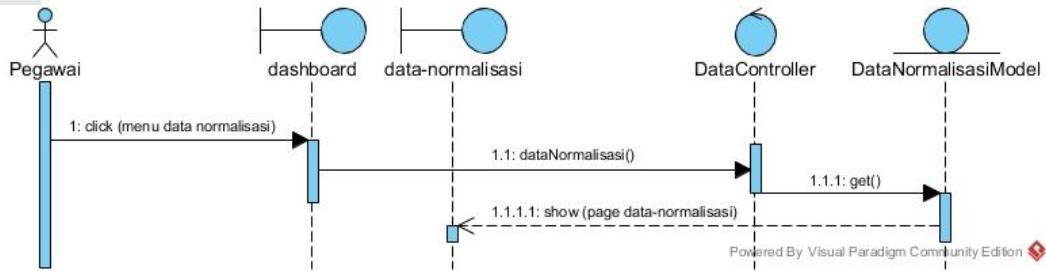 Pegawai
dashboard
data-normalisasi
DataController
DataNormalisasiModel
1: click (menu data normalisasi)
1.1: dataNormalisasi()
1.1.1: get()
1.1.1.1: show (page data-normalisasi)
Powered By Visual Paradigm Community Edition